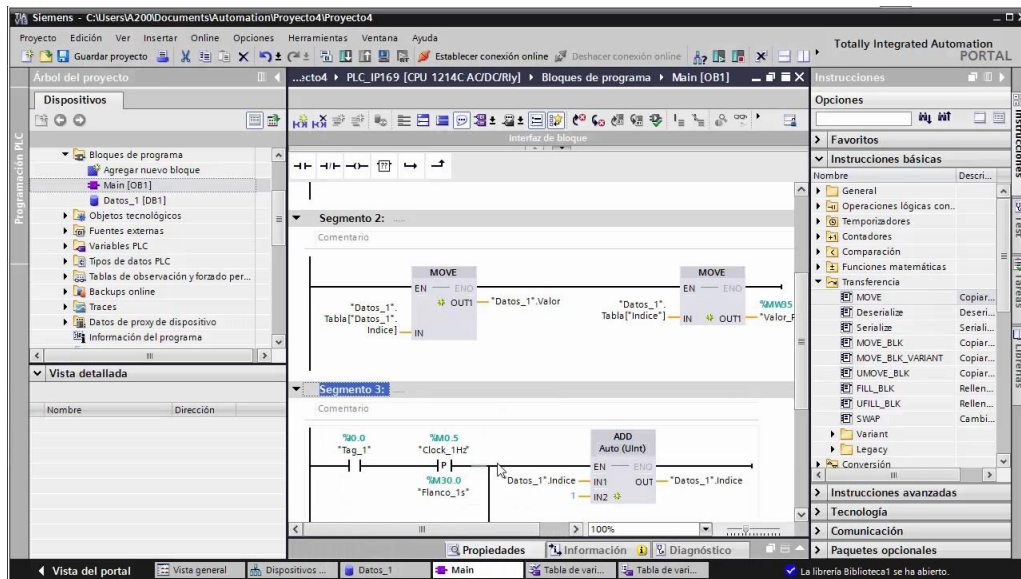 Siemens - C:\Users\A200\Documents\Automation\Proyecto4\Proyecto4
Proyecto Edición Ver Insertar Online Opciones Herramientas Ventana Ayuda
Guardar proyecto
Establecer conexión online
Deshacer conexión online
Totally Integrated Automation
PORTAL
Árbol del proyecto
Dispositivos
Programación PLC
Bloques de programa
Agregar nuevo bloque
Main [OB1]
Datos_1 [DB1]
Objetos tecnológicos
Fuentes externas
Variables PLC
Tipos de datos PLC
Tablas de observación y forzado per...
Backups online
Traces
Datos de proxy de dispositivo
Información del programa
Vista detallada
Nombre Dirección
...cto4 PLC_IP169 [CPU 1214C AC/DC/Rly] Bloques de programa Main [OB1]
Interfaz de bloque
Segmento 2: .....
Comentario
MOVE
EN ENO
OUT1 "Datos_1".Valor
"Datos_1".
Tabla["Datos_1".
Indice] IN
MOVE
EN ENO
"Datos_1".
Tabla["Indice"] IN OUT1
%MW35
"Valor_F
Segmento 3: .....
Comentario
%I0.0
"Tag_1"
%M0.5
"Clock_1Hz"
P
%M30.0
"Flanco_1s"
ADD
Auto (UInt)
EN ENO
"Datos_1".Indice IN1 OUT "Datos_1".Indice
1 IN2
100%
Propiedades Información Diagnóstico
Instrucciones
Opciones
Favoritos
Instrucciones básicas
Nombre Descri...
General
Operaciones lógicas con..
Temporizadores
Contadores
Comparación
Funciones matemáticas
Transferencia
MOVE Copiar...
Deserialize Deseri...
Serialize Seriali...
MOVE_BLK Copiar...
MOVE_BLK_VARIANT Copiar...
UMOVE_BLK Copiar...
FILL_BLK Rellen...
UFILL_BLK Rellen...
SWAP Cambi...
Variant
Legacy
Conversión
Instrucciones avanzadas
Tecnología
Comunicación
Paquetes opcionales
Instrucciones
Test
Tareas
Librerías
Vista del portal Vista general Dispositivos ... Datos_1 Main Tabla de vari... Tabla de vari... La librería Biblioteca1 se ha abierto.